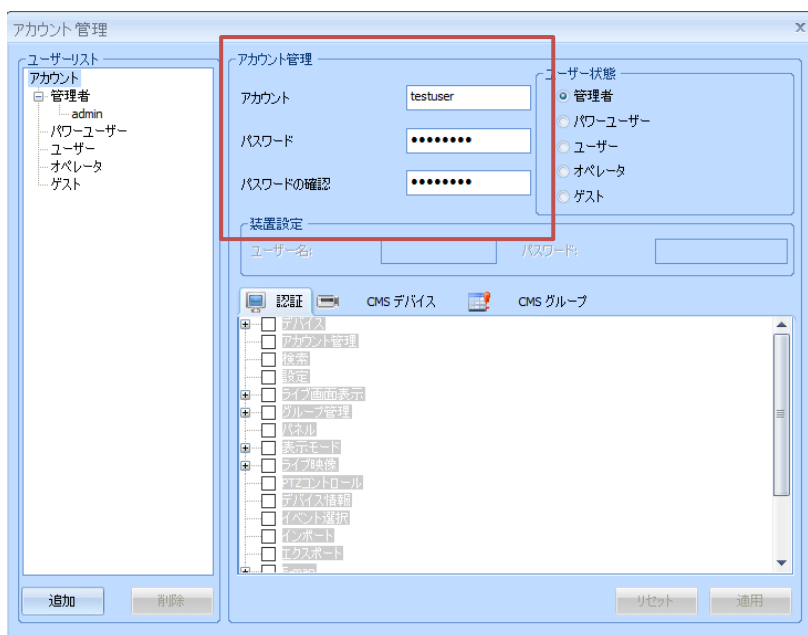 アカウント 管理
x
ユーザーリスト
アカウント
管理者
admin
パワーユーザー
ユーザー
オペレータ
ゲスト
追加
削除
アカウント管理
アカウント
testuser
パスワード
••••••••
パスワードの確認
••••••••
ユーザー状態
管理者
パワーユーザー
ユーザー
オペレータ
ゲスト
装置設定
ユーザー名:
パスワード:
認証
CMS デバイス
CMS グループ
デバイス
アカウント管理
検索
設定
ライブ画面表示
グループ管理
パネル
表示モード
ライブ映像
PTZコントロール
デバイス情報
イベント選択
インポート
エクスポート
リセット
適用